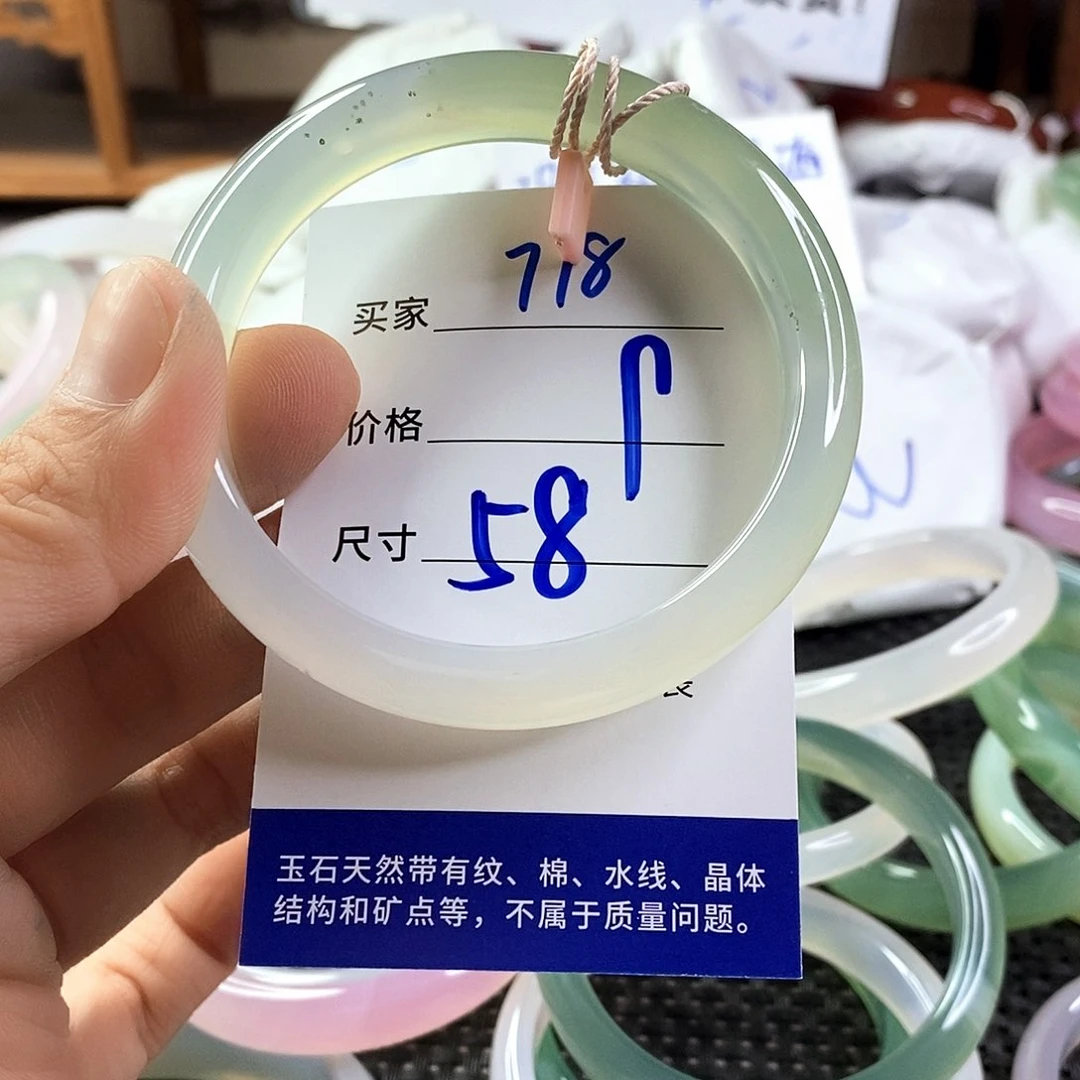 买家 718
价格
尺寸 58
玉石天然带有纹、棉、水线、晶体
结构和矿点等，不属于质量问题。